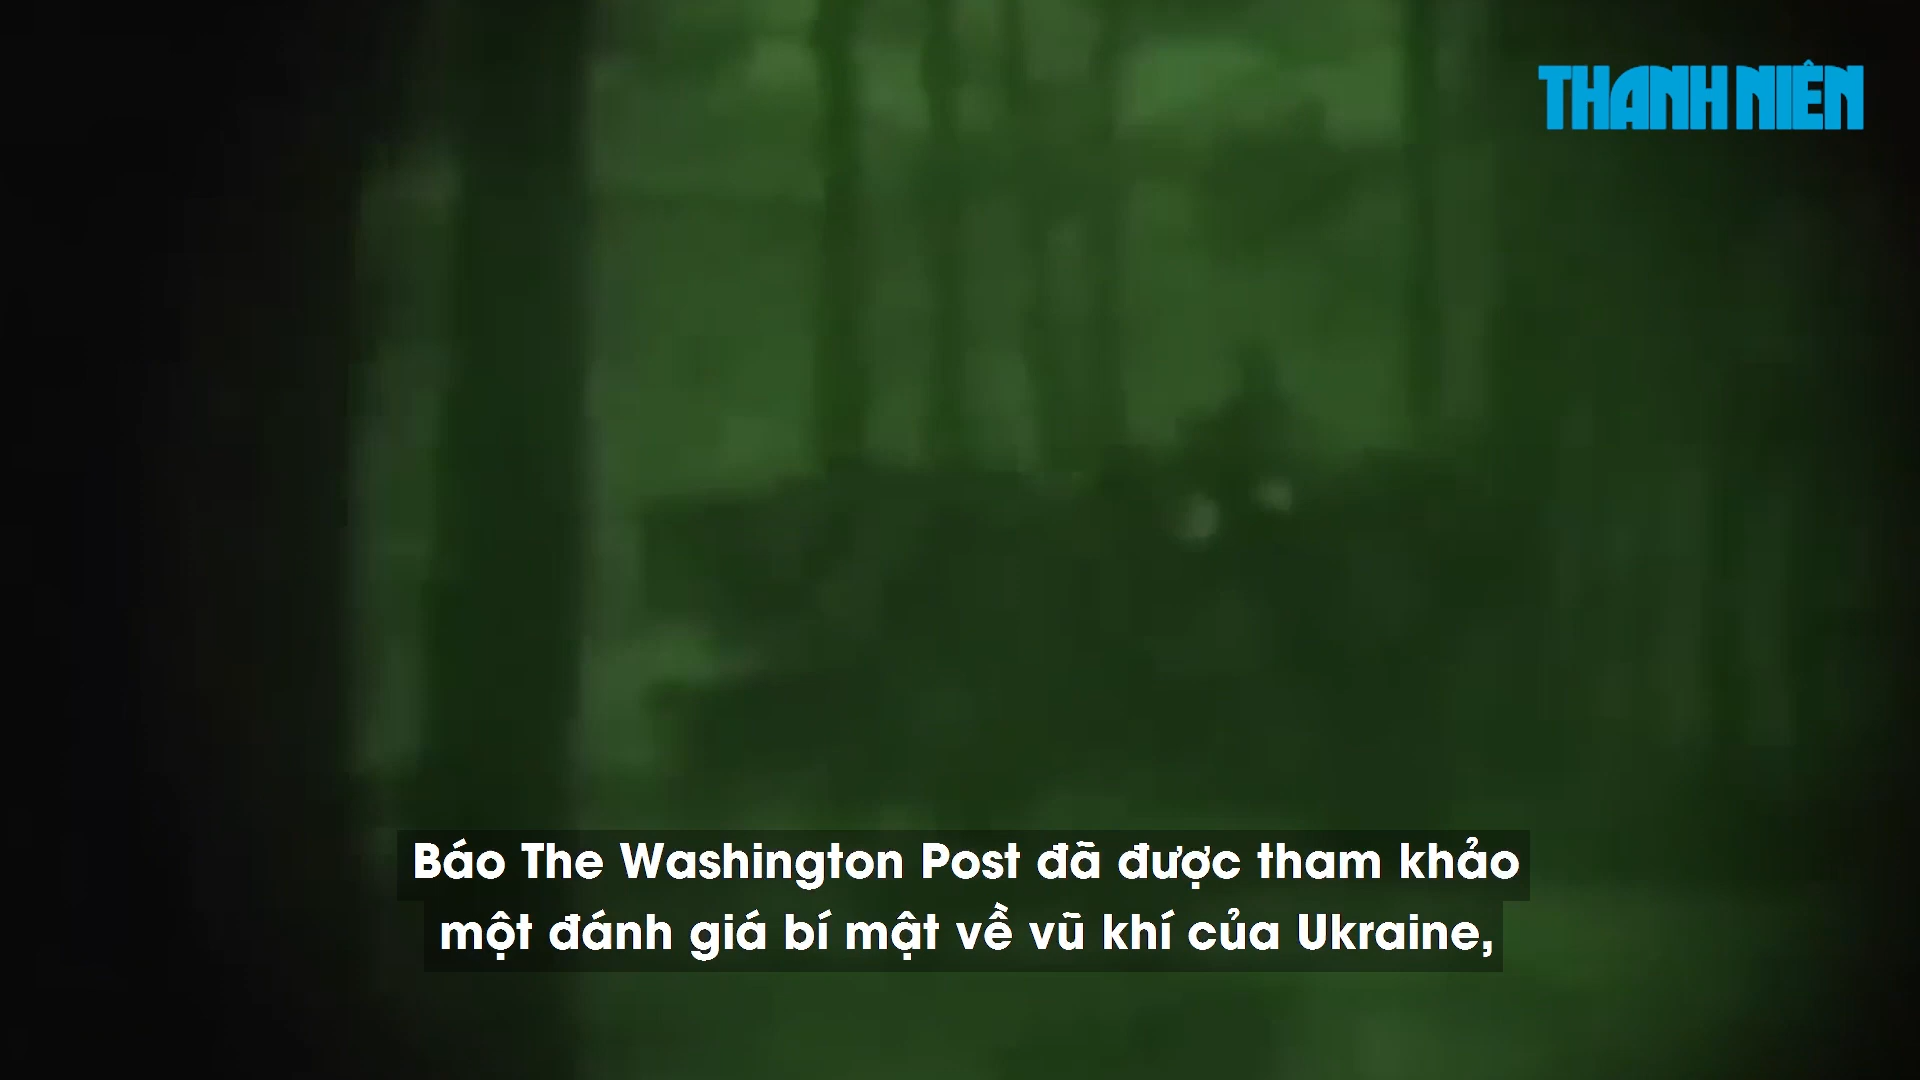 THANH NIÊN
Báo The Washington Post đã được tham khảo
một đánh giá bí mật về vũ khí của Ukraine,